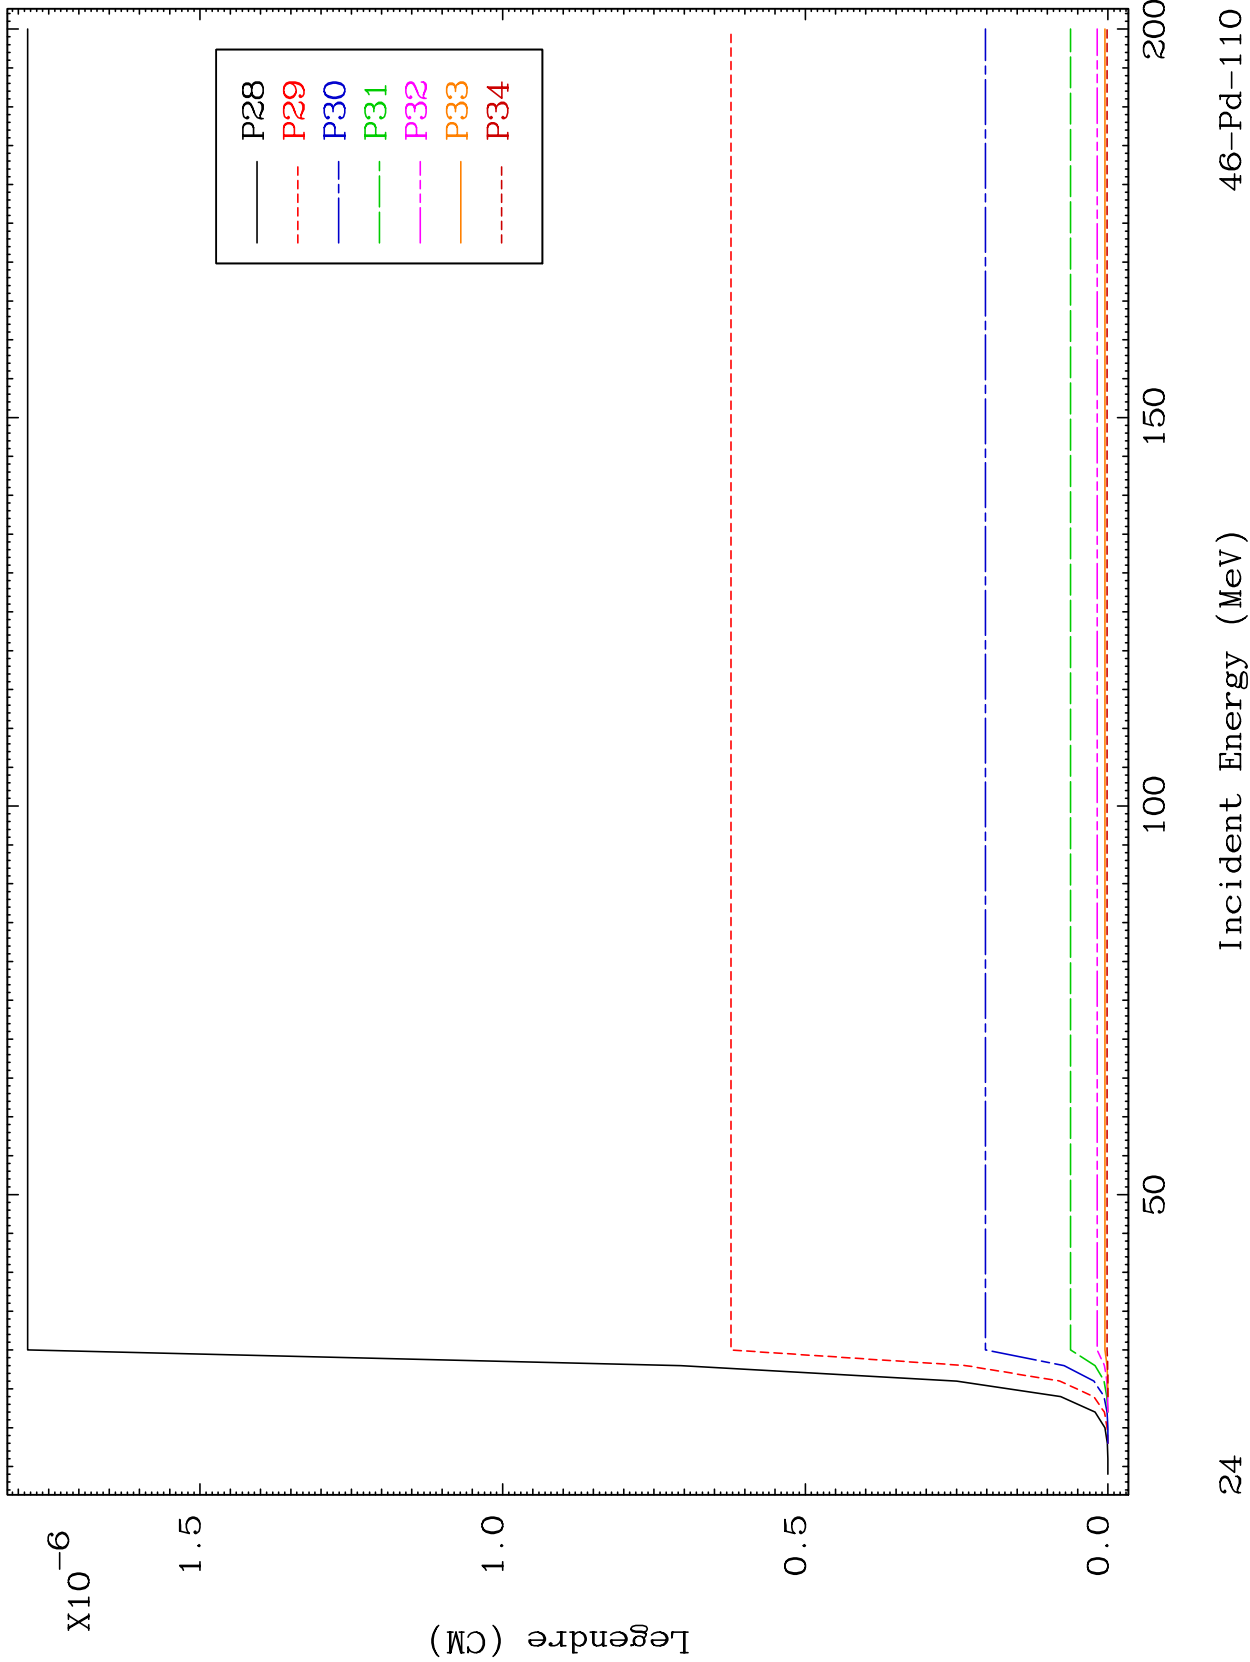 X10-6
1.5
1.0
0.5
0.0
Legendre (CM)
50
100
150
200
Incident Energy (MeV)
P28
P29
P30
P31
P32
P33
P34
24
46-Pd-110